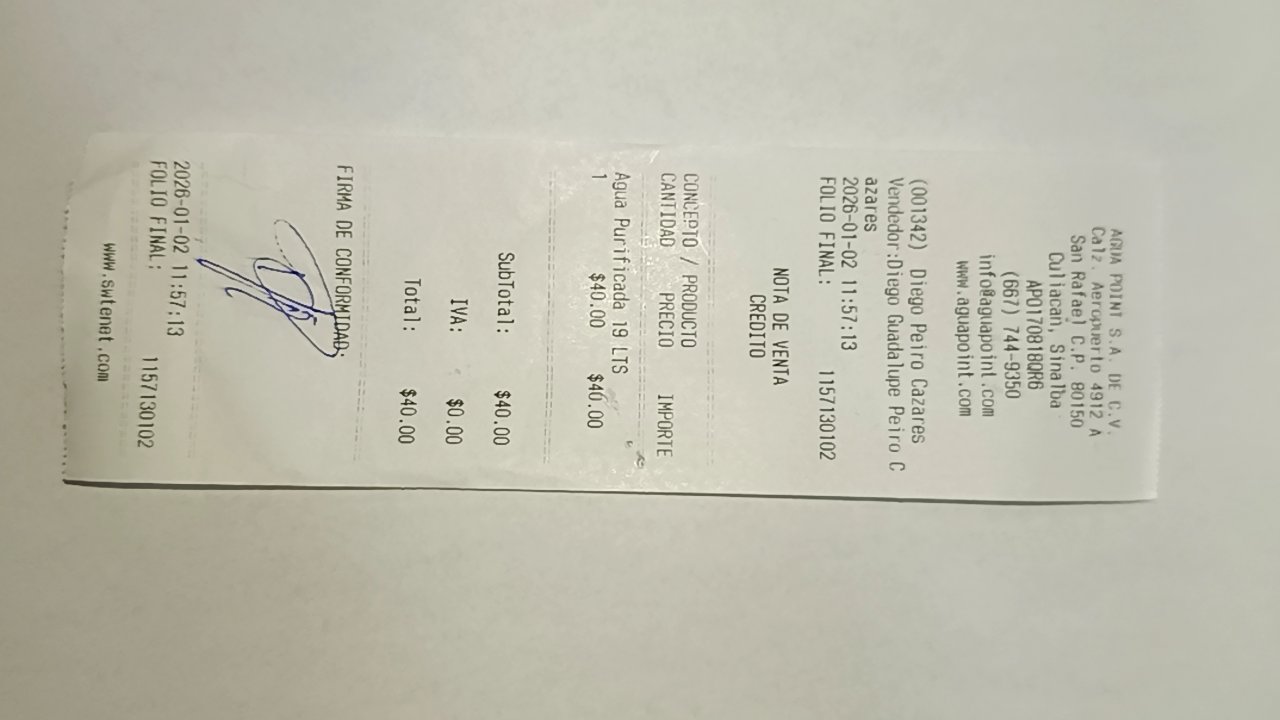 AGUA POINT S.A DE C.V.
Calz. Aeropuerto 4912 A
San Rafael C.P. 80150
Culiacan, Sinalba
APO170818QR6
(667) 744-9350
info@aguapoint.com
www.aguapoint.com
(001342) Diego Peiro Cazares
Vendedor:Diego Guadalupe Peiro C
azares
2026-01-02 11:57:13
FOLIO FINAL: 1157130102
NOTA DE VENTA
CREDITO
CONCEPTO / PRODUCTO
CANTIDAD PRECIO IMPORTE
Agua Purificada 19 LTS
1 $40.00 $40.00
SubTotal: $40.00
IVA: $0.00
Total: $40.00
FIRMA DE CONFORMIDAD:
2026-01-02 11:57:13
FOLIO FINAL: 1157130102
www.swtenet.com